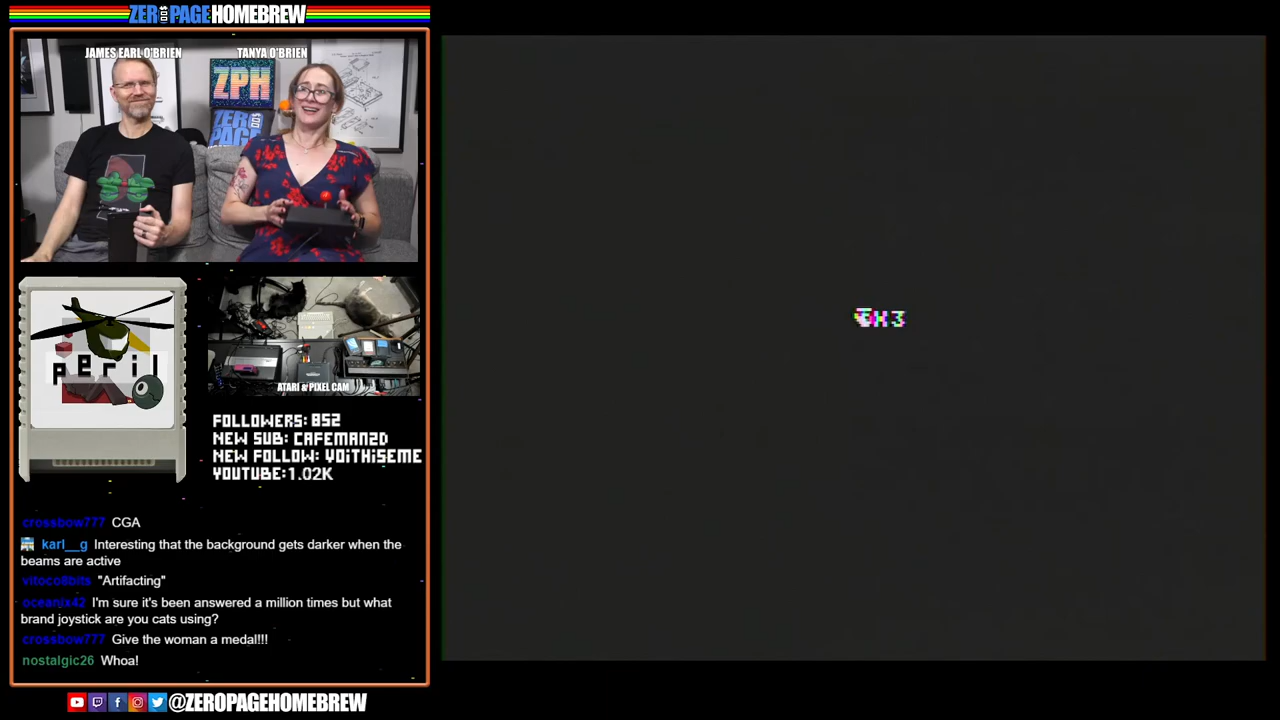 ZEROPAGE HOMEBREW
JAMES EARL O'BRIEN
TANYA O'BRIEN
ZPH
ZERO
PAGE
peril
ATARI & PIXEL CAM
FOLLOWERS: 852
NEW SUB: CAFEMAN2D
NEW FOLLOW: VOITHISEME
YOUTUBE:1.02K
crossbow777 CGA
karl__g Interesting that the background gets darker when the
beams are active
vitoco8bits "Artifacting"
oceanix42 I'm sure it's been answered a million times but what
brand joystick are you cats using?
crossbow777 Give the woman a medal!!!
nostalgic26 Whoa!
@ZEROPAGEHOMEBREW